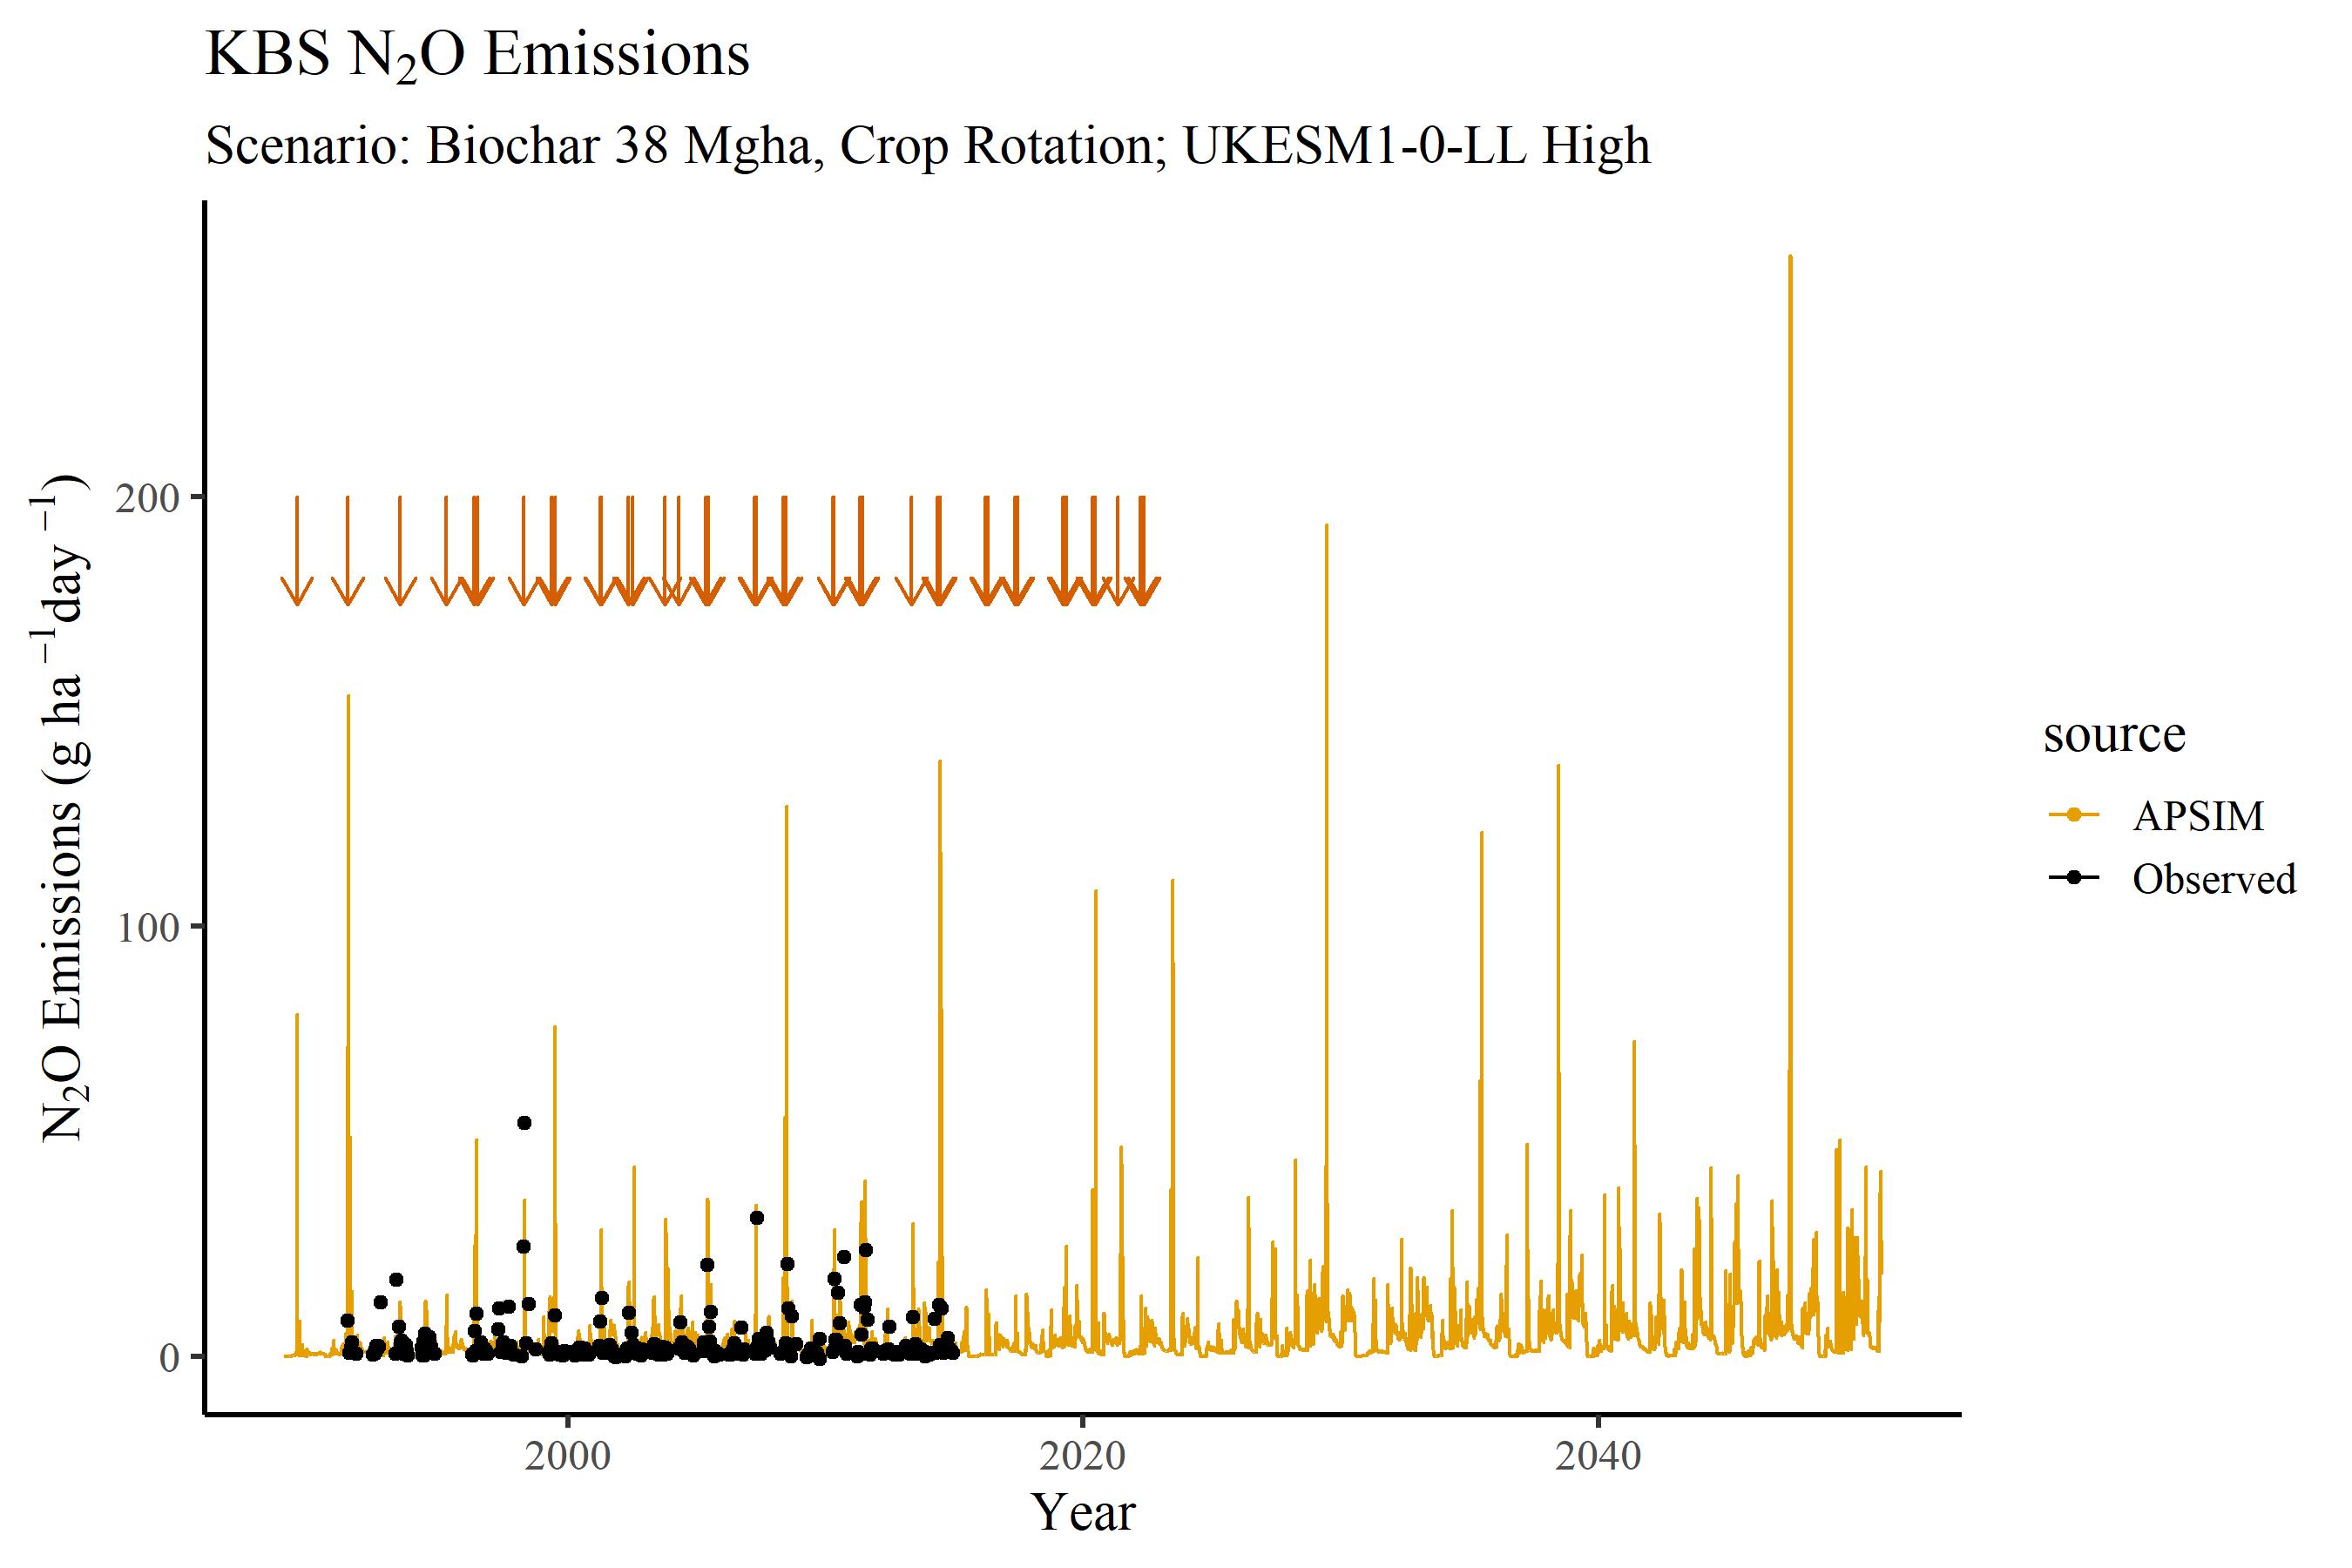 KBS N₂O Emissions
Scenario: Biochar 38 Mgha, Crop Rotation; UKESM1-0-LL High
N₂O Emissions (g ha ⁻¹day ⁻¹)
200
100
0
2000 2020 2040
Year
source
APSIM
Observed